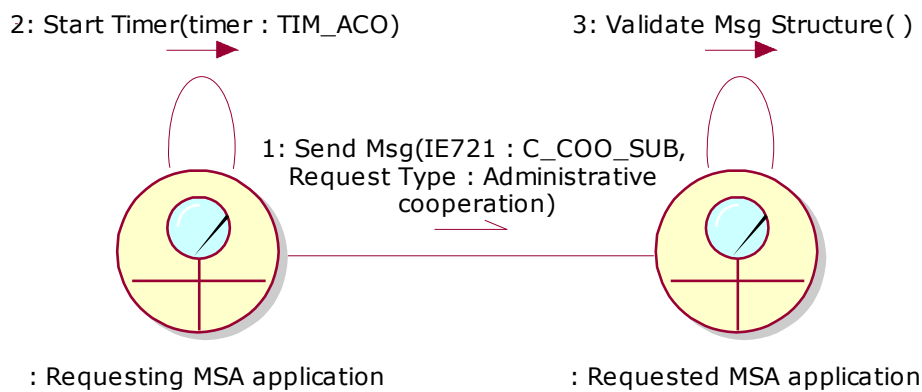 2: Start Timer(timer : TIM_ACO)
3: Validate Msg Structure( )
1: Send Msg(IE721 : C_COO_SUB,
Request Type : Administrative
cooperation)
: Requesting MSA application
: Requested MSA application